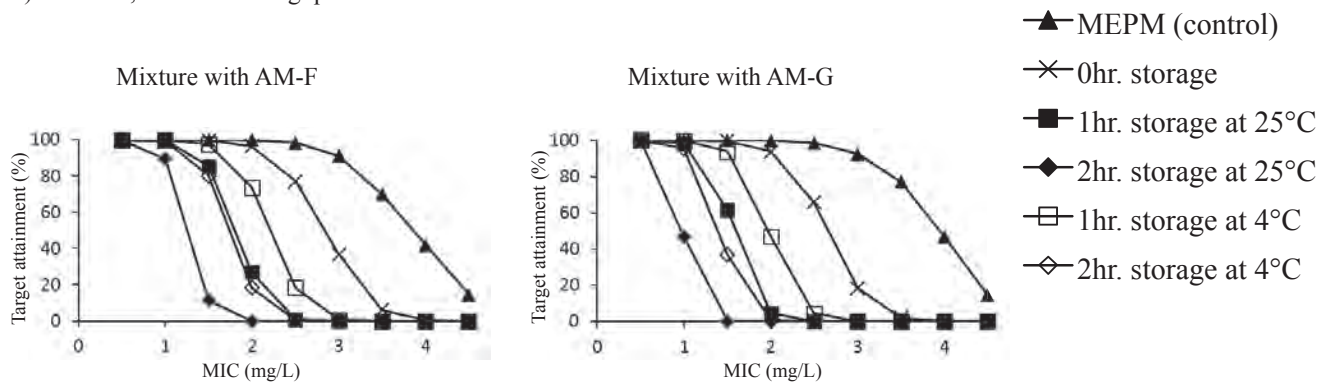 MEPM (control)
0hr. storage
1hr. storage at 25°C
2hr. storage at 25°C
1hr. storage at 4°C
2hr. storage at 4°C
Mixture with AM-F
Target attainment (%)
100
80
60
40
20
0
0
1
2
3
4
MIC (mg/L)
Mixture with AM-G
Target attainment (%)
100
80
60
40
20
0
0
1
2
3
4
MIC (mg/L)